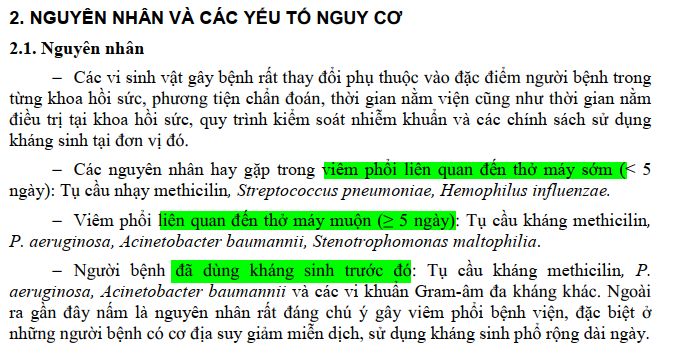 2. NGUYÊN NHÂN VÀ CÁC YẾU TỐ NGUY CƠ
2.1. Nguyên nhân
– Các vi sinh vật gây bệnh rất thay đổi phụ thuộc vào đặc điểm người bệnh trong
từng khoa hồi sức, phương tiện chẩn đoán, thời gian nằm viện cũng như thời gian nằm
điều trị tại khoa hồi sức, quy trình kiểm soát nhiễm khuẩn và các chính sách sử dụng
kháng sinh tại đơn vị đó.
– Các nguyên nhân hay gặp trong viêm phổi liên quan đến thở máy sớm (< 5
ngày): Tụ cầu nhạy methicilin, Streptococcus pneumoniae, Hemophilus influenzae.
– Viêm phổi liên quan đến thở máy muộn (≥ 5 ngày): Tụ cầu kháng methicilin,
P. aeruginosa, Acinetobacter baumannii, Stenotrophomonas maltophilia.
– Người bệnh đã dùng kháng sinh trước đó: Tụ cầu kháng methicilin, P.
aeruginosa, Acinetobacter baumannii và các vi khuẩn Gram-âm đa kháng khác. Ngoài
ra gần đây nấm là nguyên nhân rất đáng chú ý gây viêm phổi bệnh viện, đặc biệt ở
những người bệnh có cơ địa suy giảm miễn dịch, sử dụng kháng sinh phổ rộng dài ngày.